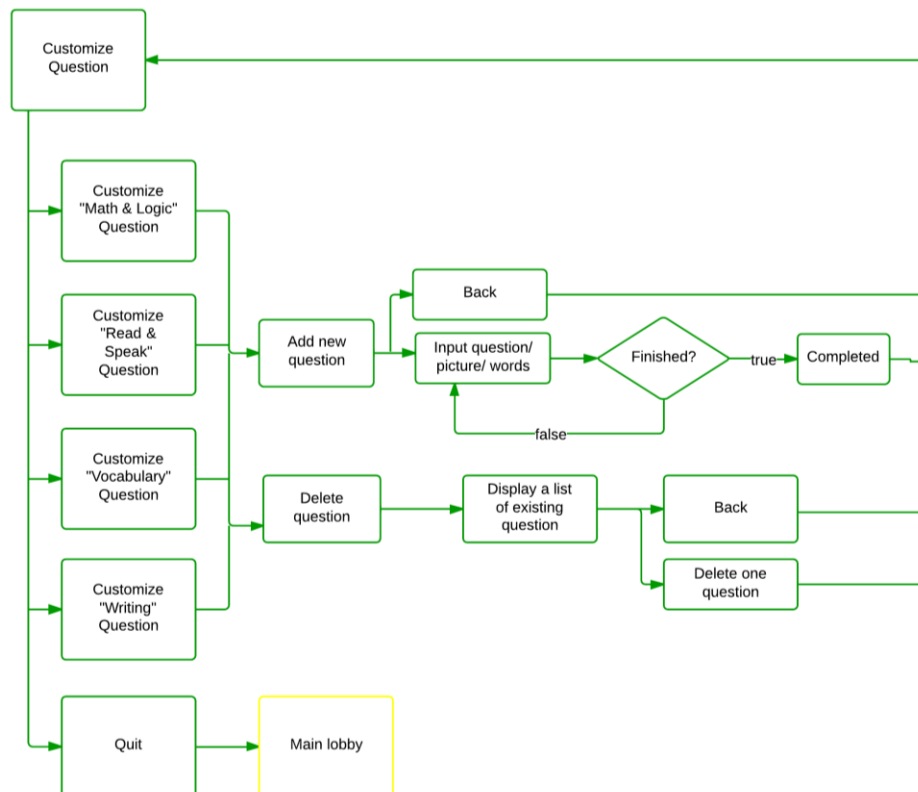 Customize
Question
Customize
"Math & Logic"
Question
Customize
"Read &
Speak"
Question
Customize
"Vocabulary"
Question
Customize
"Writing"
Question
Quit
Main lobby
Add new
question
Back
Input question/
picture/ words
Finished?
true
Completed
false
Delete
question
Display a list
of existing
question
Back
Delete one
question